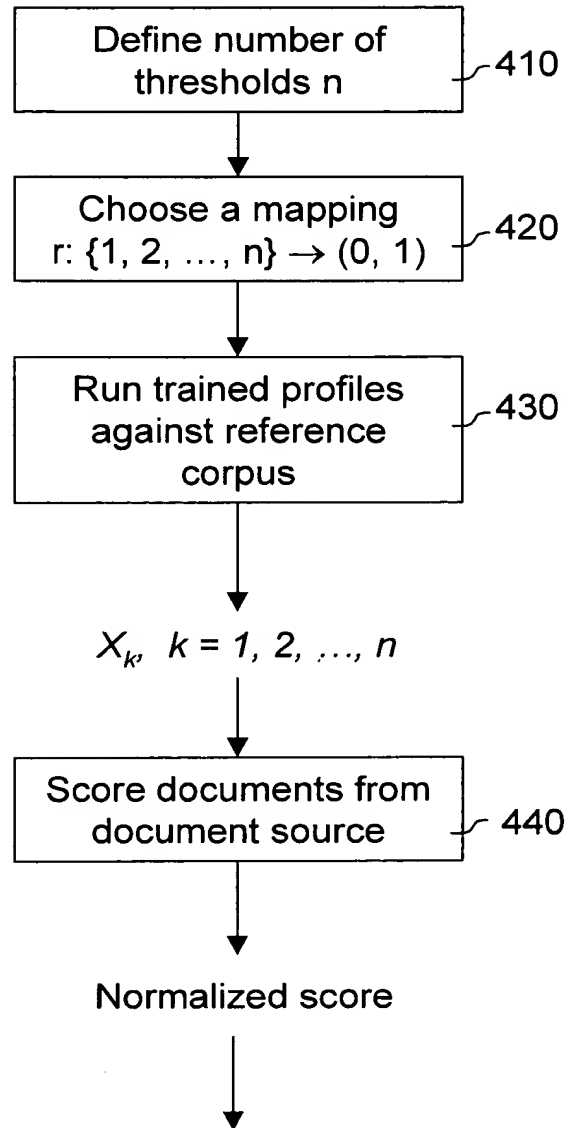 Define number of
thresholds n
410
Choose a mapping
r: {1, 2, ..., n} → (0, 1)
420
Run trained profiles
against reference
corpus
430
X_k, k = 1, 2, ..., n
Score documents from
document source
440
Normalized score